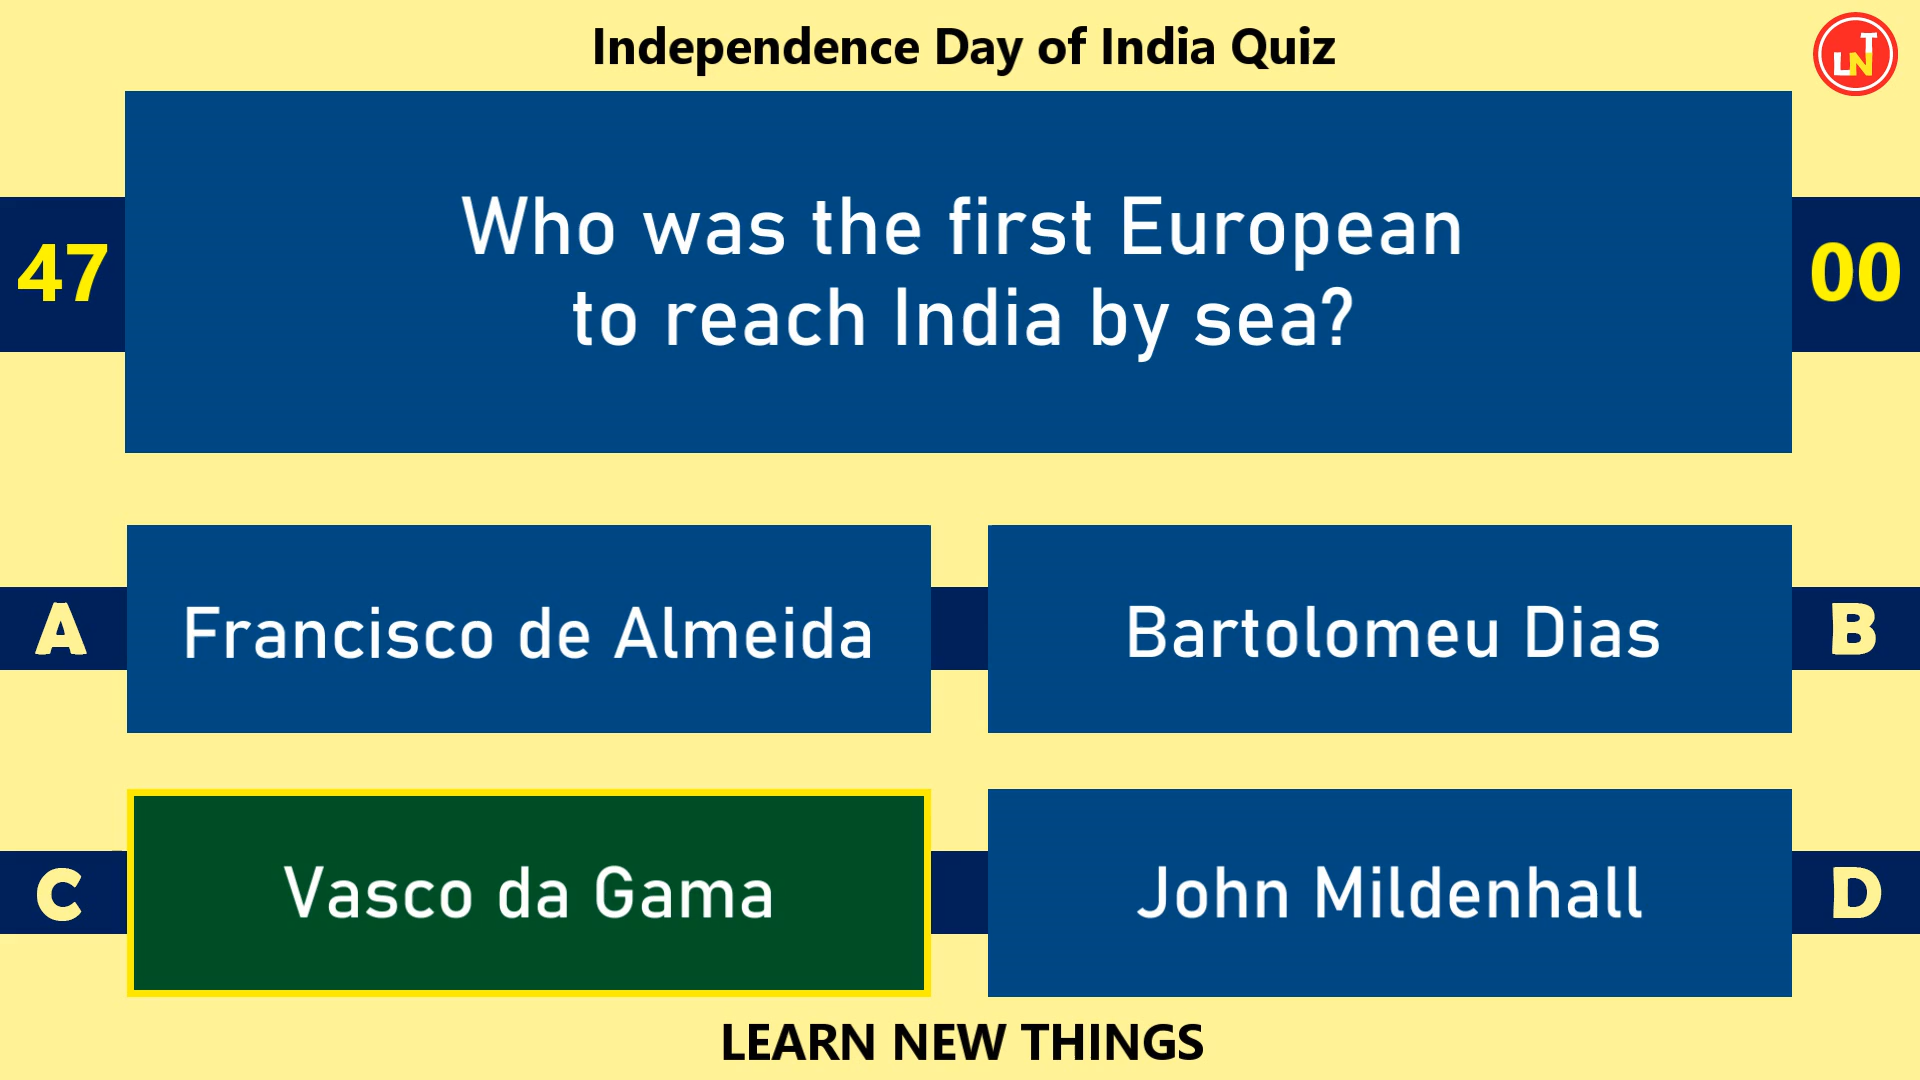 Independence Day of India Quiz
LNT
47
Who was the first European
to reach India by sea?
00
A
Francisco de Almeida
Bartolomeu Dias
B
C
Vasco da Gama
John Mildenhall
D
LEARN NEW THINGS